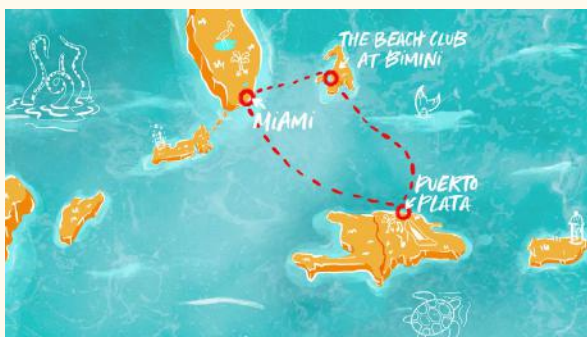 THE BEACH CLUB
AT BiMiNi
MiAMi
PUERTO
PLATA